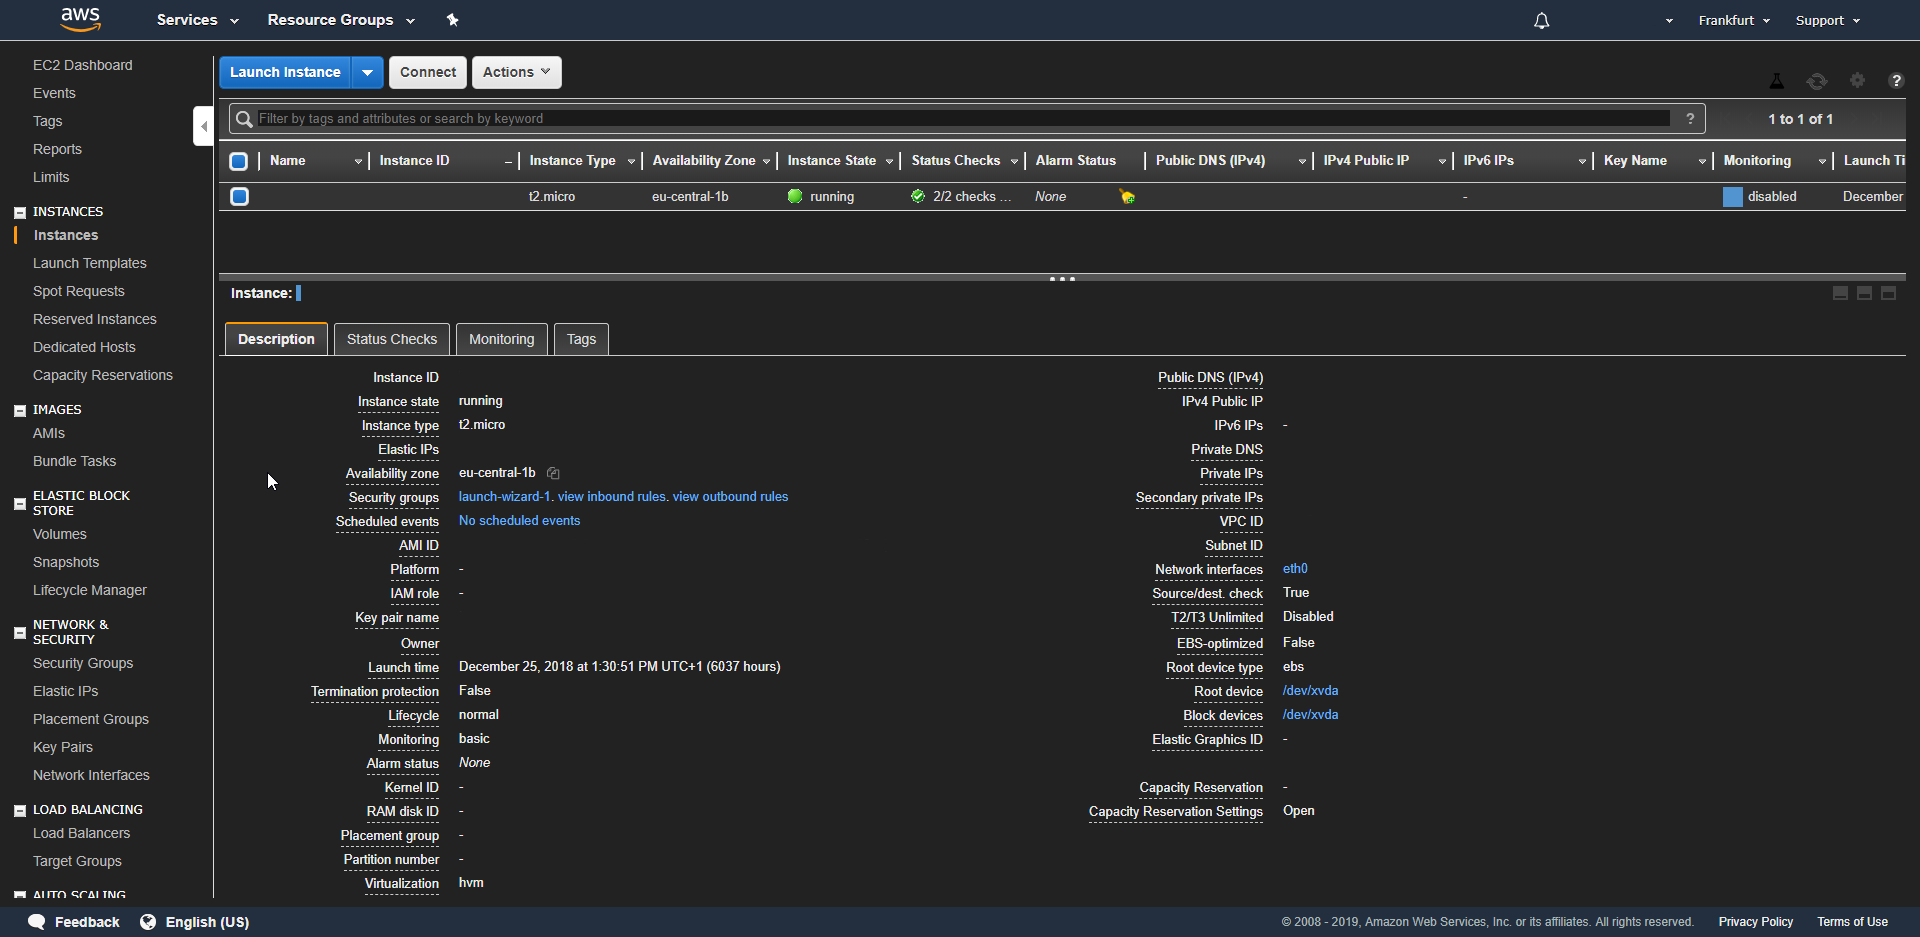 aws Services Resource Groups Frankfurt Support
EC2 Dashboard
Events
Tags
Reports
Limits
INSTANCES
Instances
Launch Templates
Spot Requests
Reserved Instances
Dedicated Hosts
Capacity Reservations
IMAGES
AMIs
Bundle Tasks
ELASTIC BLOCK
STORE
Volumes
Snapshots
Lifecycle Manager
NETWORK &
SECURITY
Security Groups
Elastic IPs
Placement Groups
Key Pairs
Network Interfaces
LOAD BALANCING
Load Balancers
Target Groups
AUTO SCALING
Launch Instance Connect Actions
?
Filter by tags and attributes or search by keyword ? 1 to 1 of 1
Name Instance ID Instance Type Availability Zone Instance State Status Checks Alarm Status Public DNS (IPv4) IPv4 Public IP IPv6 IPs Key Name Monitoring Launch Ti
t2.micro eu-central-1b running 2/2 checks ... None - disabled December
Instance:
Description Status Checks Monitoring Tags
Instance ID
Instance state running
Instance type t2.micro
Elastic IPs
Availability zone eu-central-1b
Security groups launch-wizard-1. view inbound rules. view outbound rules
Scheduled events No scheduled events
AMI ID
Platform -
IAM role -
Key pair name
Owner
Launch time December 25, 2018 at 1:30:51 PM UTC+1 (6037 hours)
Termination protection False
Lifecycle normal
Monitoring basic
Alarm status None
Kernel ID -
RAM disk ID -
Placement group -
Partition number -
Virtualization hvm
Public DNS (IPv4)
IPv4 Public IP
IPv6 IPs -
Private DNS
Private IPs
Secondary private IPs
VPC ID
Subnet ID
Network interfaces eth0
Source/dest. check True
T2/T3 Unlimited Disabled
EBS-optimized False
Root device type ebs
Root device /dev/xvda
Block devices /dev/xvda
Elastic Graphics ID -
Capacity Reservation -
Capacity Reservation Settings Open
Feedback English (US) © 2008 - 2019, Amazon Web Services, Inc. or its affiliates. All rights reserved. Privacy Policy Terms of Use